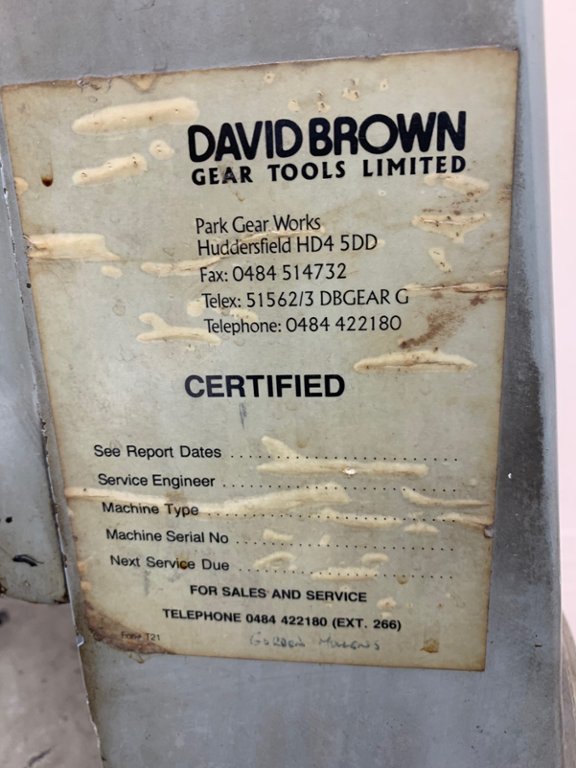 DAVID BROWN
GEAR TOOLS LIMITED
Park Gear Works
Huddersfield HD4 5DD
Fax: 0484 514732
Telex: 51562/3 DBGEAR G
Telephone: 0484 422180
CERTIFIED
See Report Dates
Service Engineer
Machine Type
Machine Serial No
Next Service Due
FOR SALES AND SERVICE
TELEPHONE 0484 422180 (EXT. 266)
T21